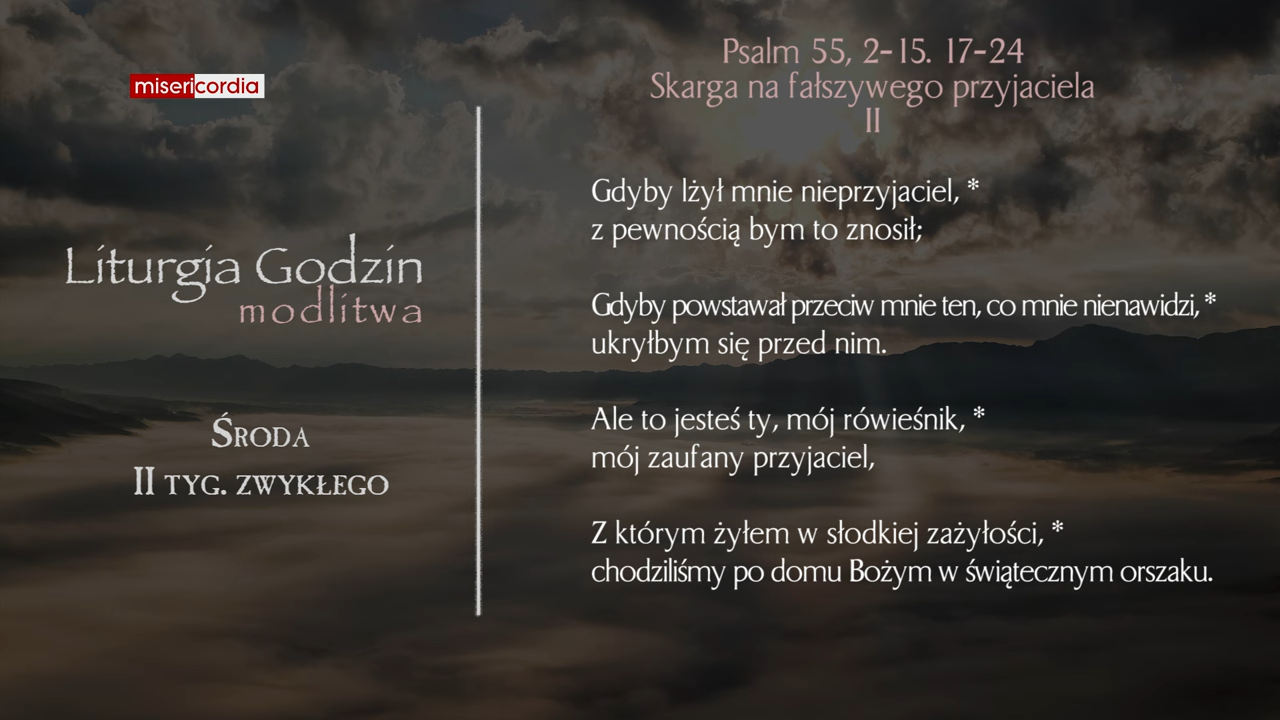 misericordia
Liturgia Godzin
modlitwa
Środa
II tyg. zwykłego
Psalm 55, 2-15. 17-24
Skarga na fałszywego przyjaciela
II
Gdyby lżył mnie nieprzyjaciel, *
z pewnością bym to znosił;
Gdyby powstawał przeciw mnie ten, co mnie nienawidzi, *
ukryłbym się przed nim.
Ale to jesteś ty, mój rówieśnik, *
mój zaufany przyjaciel,
Z którym żyłem w słodkiej zażyłości, *
chodziliśmy po domu Bożym w świątecznym orszaku.